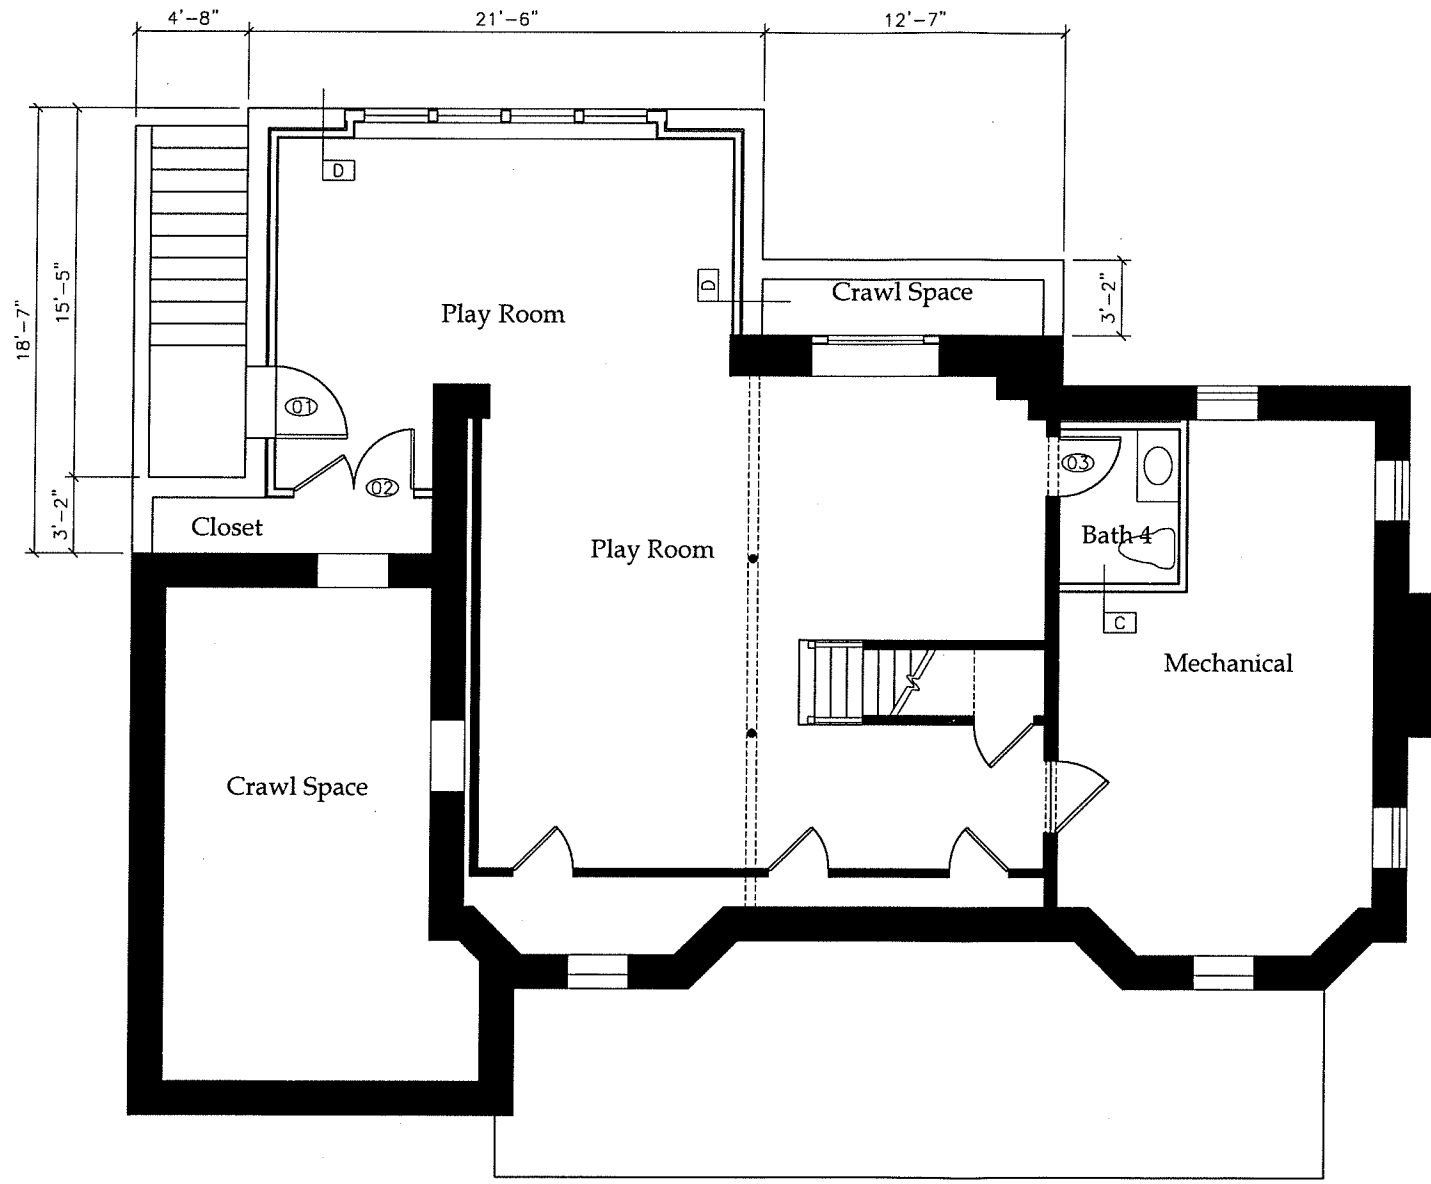 4'-8"
21'-6"
12'-7"
D
18'-7"
15'-5"
3'-2"
D
Crawl Space
3'-2"
Play Room
01
02
03
Closet
Play Room
Bath 4
C
Mechanical
Crawl Space